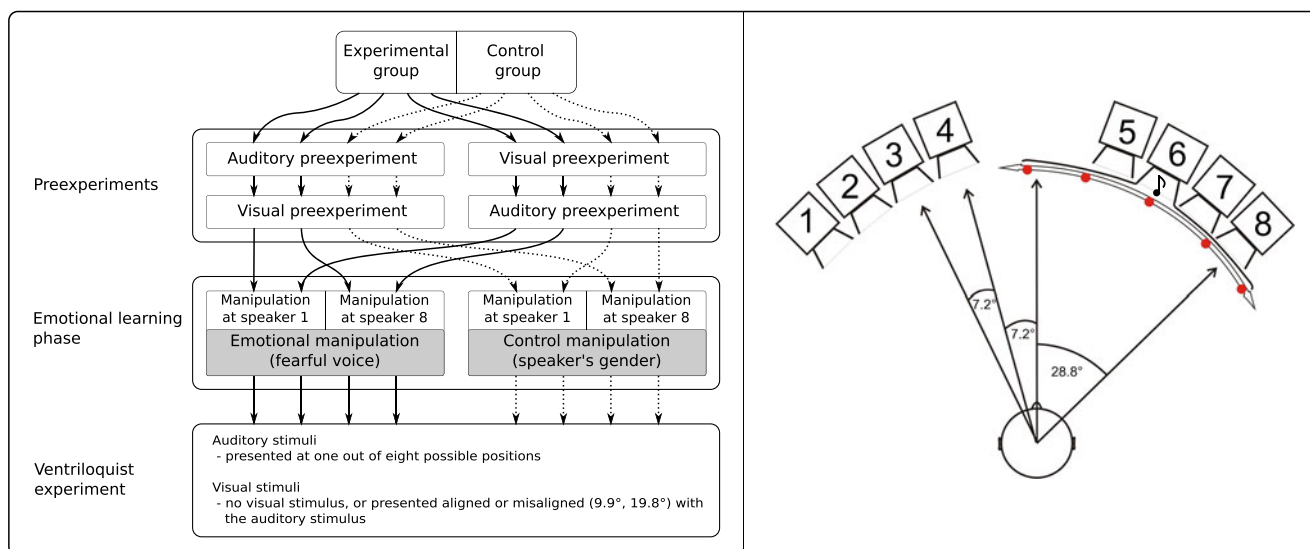 Experimental group
Control group
Preexperiments
Auditory preexperiment
Visual preexperiment
Visual preexperiment
Auditory preexperiment
Emotional learning phase
Manipulation at speaker 1
Manipulation at speaker 8
Manipulation at speaker 1
Manipulation at speaker 8
Emotional manipulation
(fearful voice)
Control manipulation
(speaker's gender)
Ventriloquist experiment
Auditory stimuli
- presented at one out of eight possible positions
Visual stimuli
- no visual stimulus, or presented aligned or misaligned (9.9°, 19.8°) with
the auditory stimulus
1
2
3
4
5
6
7
8
7.2°
7.2°
28.8°